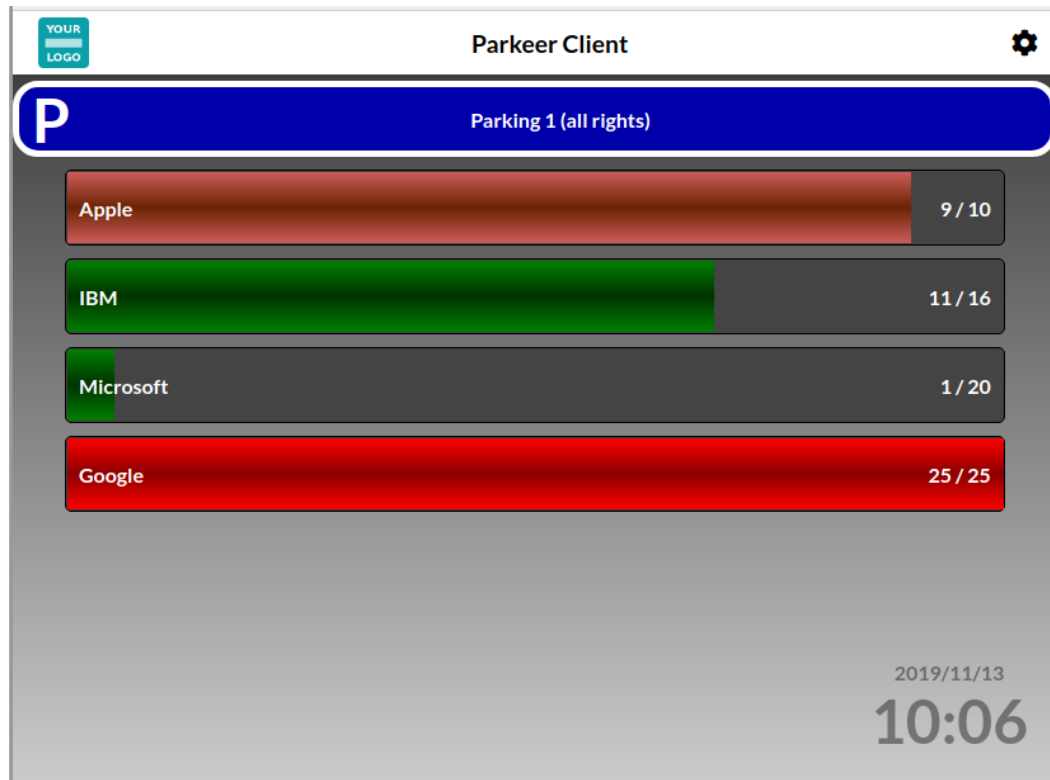 YOUR
LOGO
Parkeer Client
P
Parking 1 (all rights)
Apple 9 / 10
IBM 11 / 16
Microsoft 1 / 20
Google 25 / 25
2019/11/13
10:06